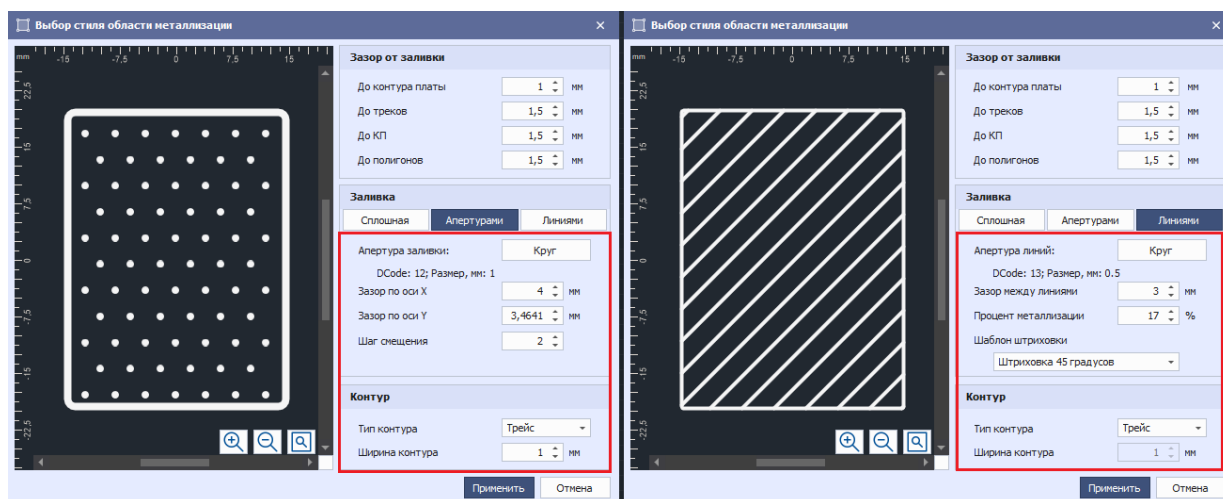 Выбор стиля области металлизации
mm -15 -7,5 0 7,5 15
22,5
15
7,5
0
-7,5
-15
-22,5
Зазор от заливки
До контура платы 1 мм
До треков 1,5 мм
До КП 1,5 мм
До полигонов 1,5 мм
Заливка
Сплошная Апертурами Линиями
Апертура заливки: Круг
DCode: 12; Размер, мм: 1
Зазор по оси X 4 мм
Зазор по оси Y 3,4641 мм
Шаг смещения 2
Контур
Тип контура Трейс
Ширина контура 1 мм
Применить Отмена
Выбор стиля области металлизации
mm -15 -7,5 0 7,5 15
22,5
15
7,5
0
-7,5
-15
-22,5
Зазор от заливки
До контура платы 1 мм
До треков 1,5 мм
До КП 1,5 мм
До полигонов 1,5 мм
Заливка
Сплошная Апертурами Линиями
Апертура линий: Круг
DCode: 13; Размер, мм: 0.5
Зазор между линиями 3 мм
Процент металлизации 17 %
Шаблон штриховки
Штриховка 45 градусов
Контур
Тип контура Трейс
Ширина контура 1 мм
Применить Отмена